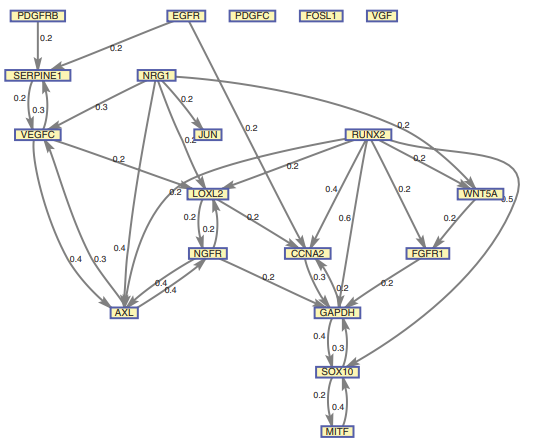 PDGFRB EGFR PDGFC FOSL1 VGF
0.2
0.2
SERPINE1 NRG1
0.2 0.3 0.3 0.2 0.2 0.2
VEGFC JUN RUNX2
0.2
0.2 0.2 0.2
LOXL2 WNT5A
0.2 0.4 0.2 0.5
0.2 0.2 0.2 0.6 0.2
0.4 NGFR CCNA2 FGFR1
0.4 0.3 0.2 0.3
0.4 0.4 0.2 0.2
AXL GAPDH
0.4 0.3
SOX10
0.2 0.4
MITF